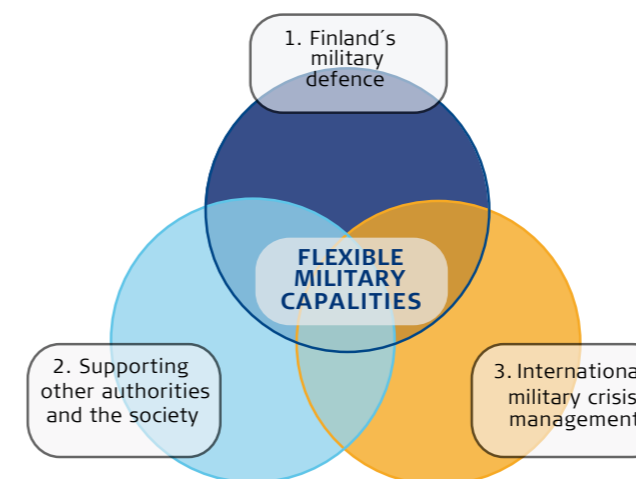 1. Finland´s
military
defence
FLEXIBLE
MILITARY
CAPALITIES
2. Supporting
other authorities
and the society
3. Internationa
military crisis
management